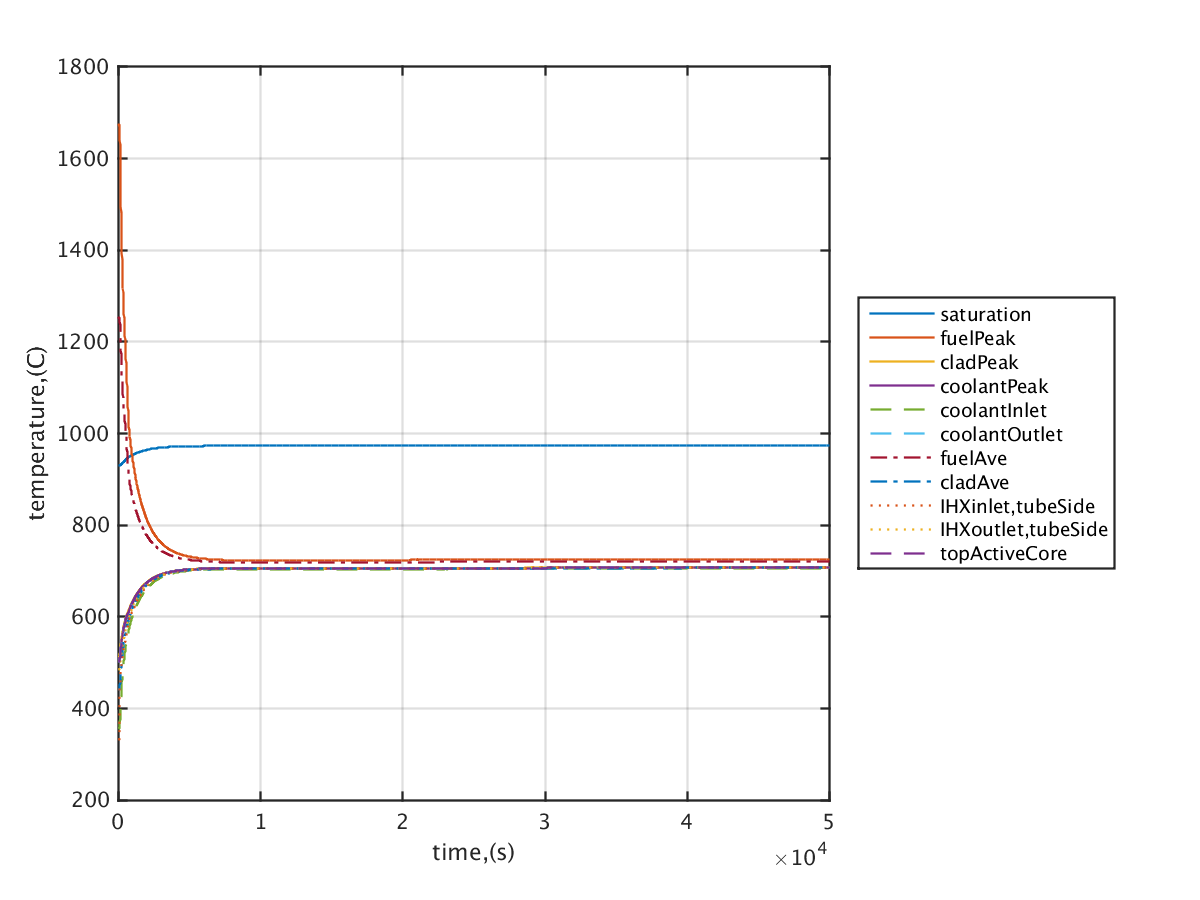 1800
1600
1400
1200
1000
800
600
400
200
temperature,(C)
0 1 2 3 4 5
time,(s)
×10^4
saturation
fuelPeak
cladPeak
coolantPeak
coolantInlet
coolantOutlet
fuelAve
cladAve
IHXinlet,tubeSide
IHXoutlet,tubeSide
topActiveCore